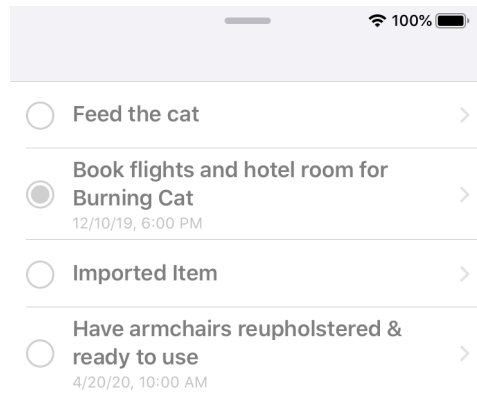 100%
Feed the cat
Book flights and hotel room for
Burning Cat
12/10/19, 6:00 PM
Imported Item
Have armchairs reupholstered &
ready to use
4/20/20, 10:00 AM